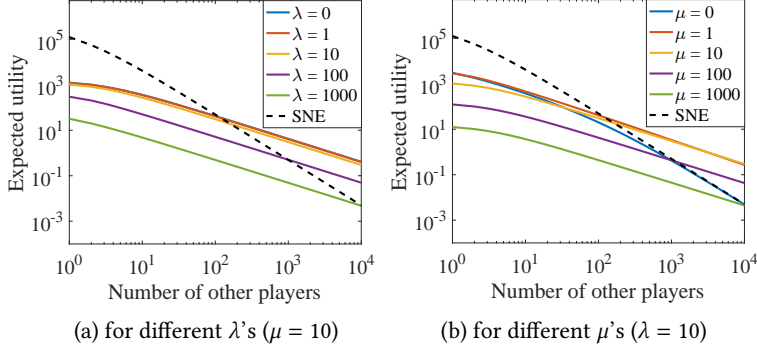 Expected utility
10^5
10^3
10^1
10^-1
10^-3
λ = 0
λ = 1
λ = 10
λ = 100
λ = 1000
SNE
10^0
10^1
10^2
10^3
10^4
Number of other players
(a) for different λ's (μ = 10)
Expected utility
10^5
10^3
10^1
10^-1
10^-3
μ = 0
μ = 1
μ = 10
μ = 100
μ = 1000
SNE
10^0
10^1
10^2
10^3
10^4
Number of other players
(b) for different μ's (λ = 10)